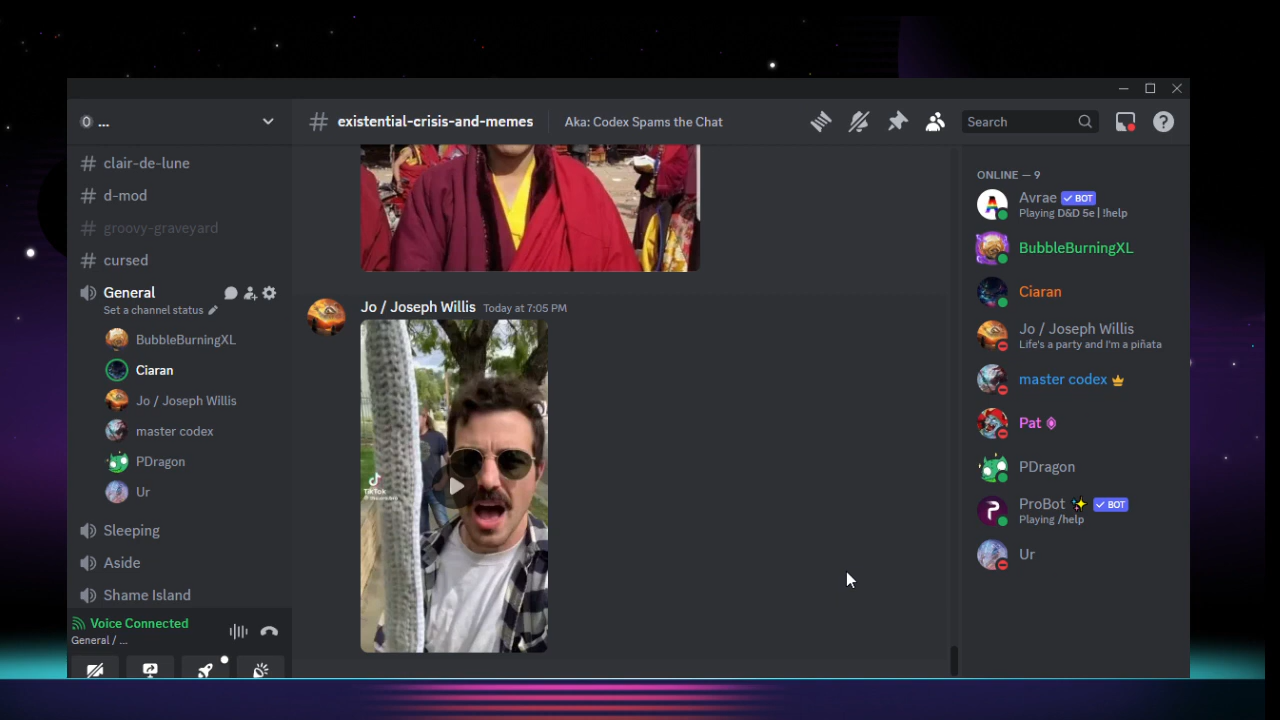 ...
existential-crisis-and-memes
Aka: Codex Spams the Chat
Search
clair-de-lune
d-mod
groovy-graveyard
cursed
General
Set a channel status
BubbleBurningXL
Ciaran
Jo / Joseph Willis
master codex
PDragon
Ur
Sleeping
Aside
Shame Island
Voice Connected
General / ...
Jo / Joseph Willis Today at 7:05 PM
TikTok
ONLINE — 9
Avrae BOT
Playing D&D 5e | !help
BubbleBurningXL
Ciaran
Jo / Joseph Willis
Life's a party and I'm a piñata
master codex
Pat
PDragon
ProBot BOT
Playing /help
Ur